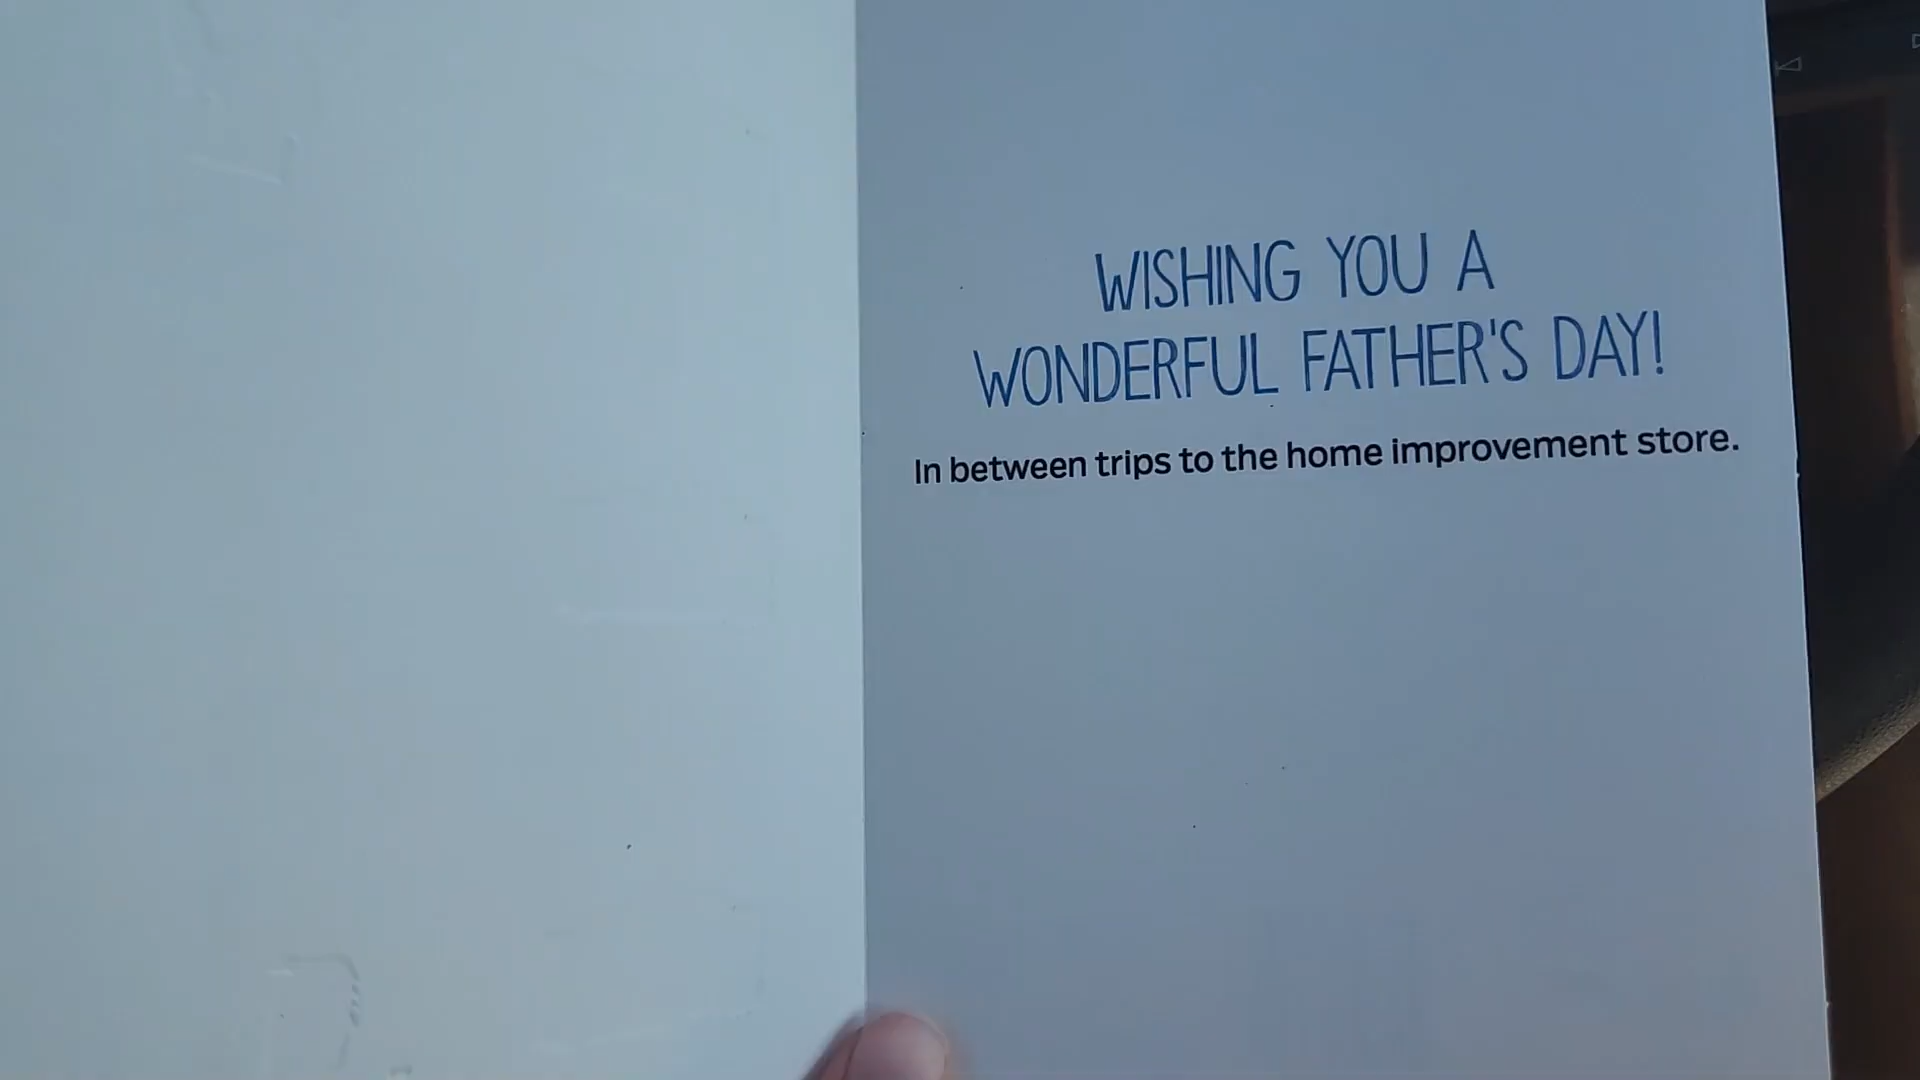 WISHING YOU A
WONDERFUL FATHER'S DAY!
In between trips to the home improvement store.